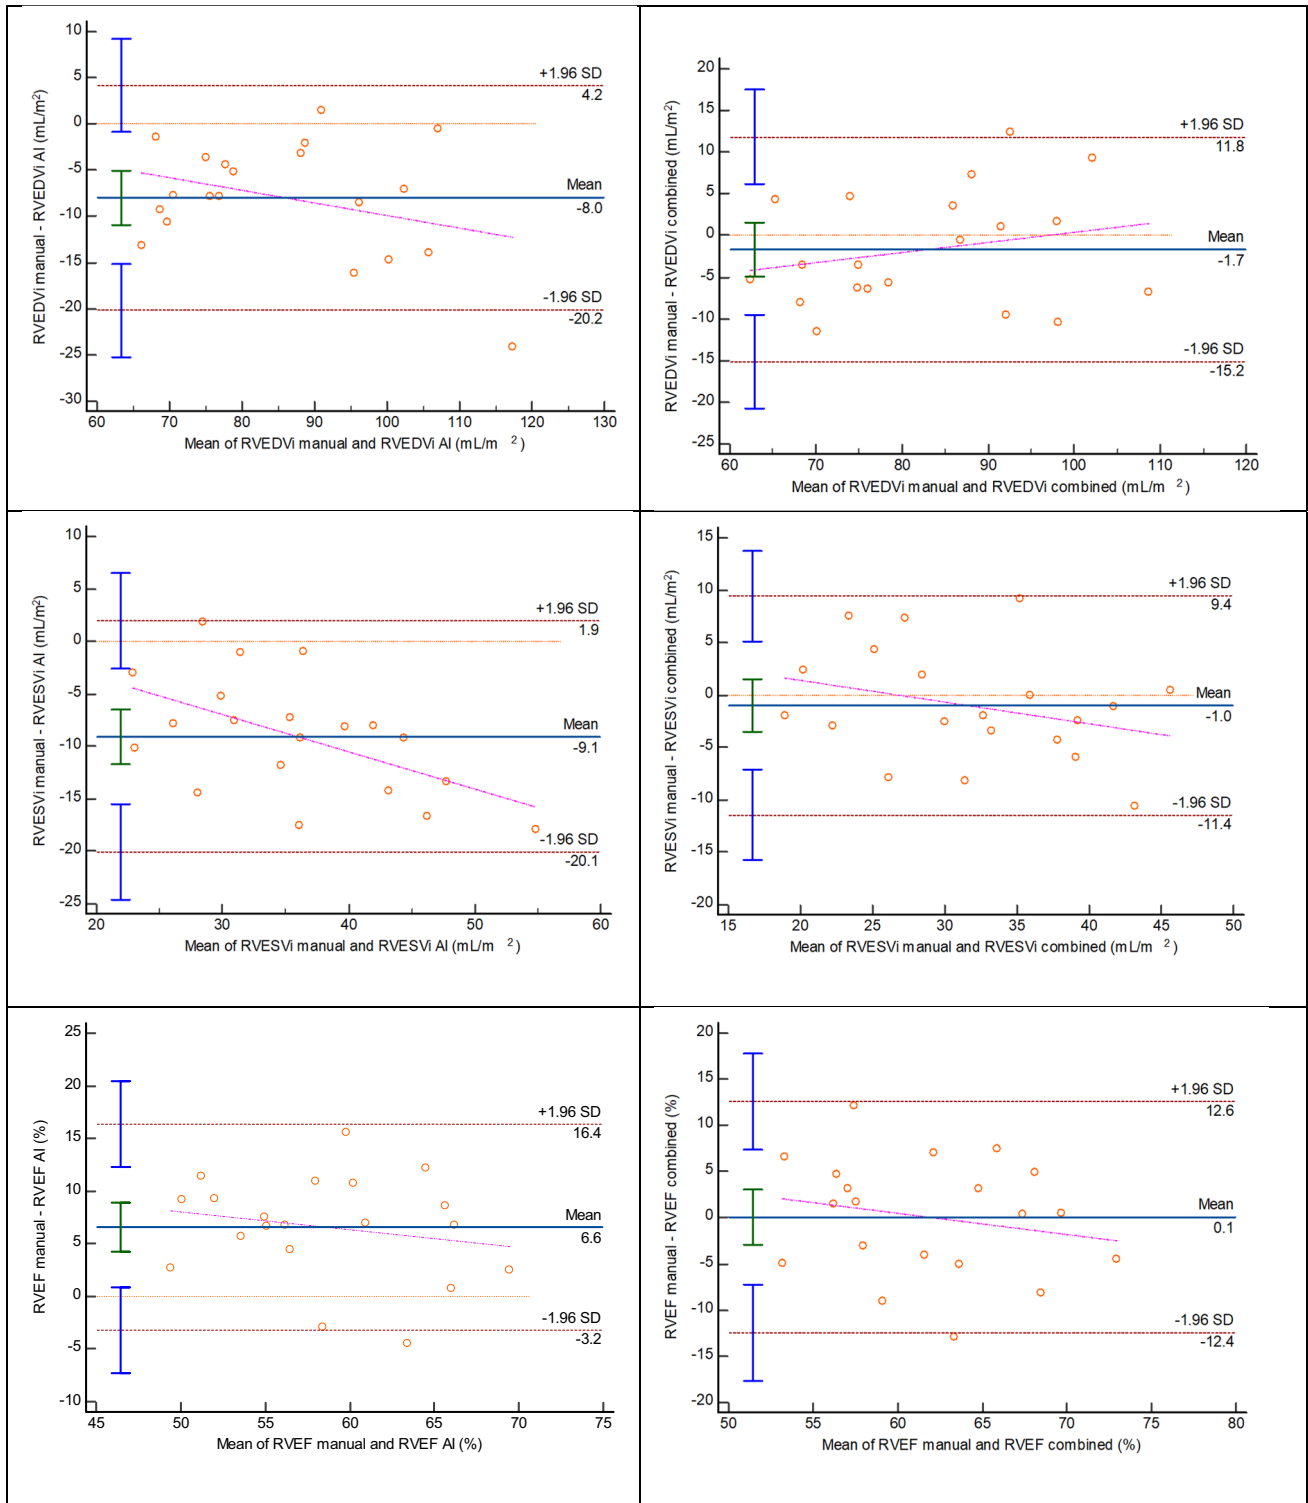 10
5
0
-5
-10
-15
-20
-25
-30
RVEDVi manual - RVEDVi AI (mL/m2)
+1.96 SD
4.2
Mean
-8.0
-1.96 SD
-20.2
60 70 80 90 100 110 120 130
Mean of RVEDVi manual and RVEDVi AI (mL/m 2)
20
15
10
5
0
-5
-10
-15
-20
-25
RVEDVi manual - RVEDVi combined (mL/m2)
+1.96 SD
11.8
Mean
-1.7
-1.96 SD
-15.2
60 70 80 90 100 110 120
Mean of RVEDVi manual and RVEDVi combined (mL/m 2)
10
5
0
-5
-10
-15
-20
-25
RVESVi manual - RVESVi AI (mL/m2)
+1.96 SD
1.9
Mean
-9.1
-1.96 SD
-20.1
20 30 40 50 60
Mean of RVESVi manual and RVESVi AI (mL/m 2)
15
10
5
0
-5
-10
-15
-20
RVESVi manual - RVESVi combined (mL/m2)
+1.96 SD
9.4
Mean
-1.0
-1.96 SD
-11.4
15 20 25 30 35 40 45 50
Mean of RVESVi manual and RVESVi combined (mL/m 2)
25
20
15
10
5
0
-5
-10
RVEF manual - RVEF AI (%)
+1.96 SD
16.4
Mean
6.6
-1.96 SD
-3.2
45 50 55 60 65 70 75
Mean of RVEF manual and RVEF AI (%)
20
15
10
5
0
-5
-10
-15
-20
RVEF manual - RVEF combined (%)
+1.96 SD
12.6
Mean
0.1
-1.96 SD
-12.4
50 55 60 65 70 75 80
Mean of RVEF manual and RVEF combined (%)